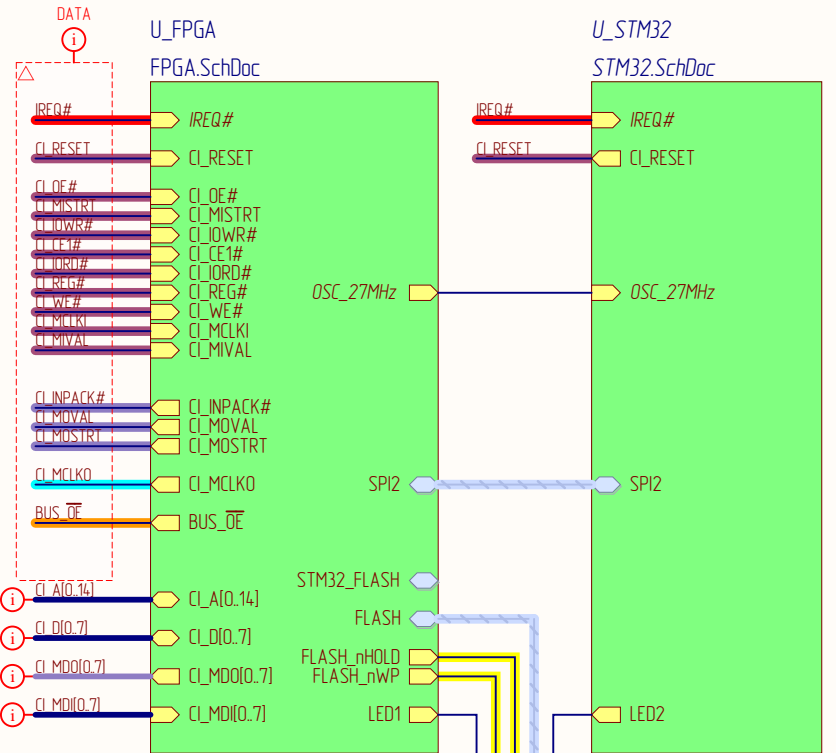 DATA
i
U_FPGA
U_STM32
FPGA.SchDoc
STM32.SchDoc
IREQ#
IREQ#
IREQ#
IREQ#
CI_RESET
CI_RESET
CI_RESET
CI_RESET
CI_OE#
CI_OE#
CI_MISTRT
CI_MISTRT
CI_IOWR#
CI_IOWR#
CI_CE1#
CI_CE1#
CI_IORD#
CI_IORD#
CI_REG#
CI_REG#
OSC_27MHz
OSC_27MHz
CI_WE#
CI_WE#
CI_MCLKI
CI_MCLKI
CI_MIVAL
CI_MIVAL
CI_INPACK#
CI_INPACK#
CI_MOVAL
CI_MOVAL
CI_MOSTRT
CI_MOSTRT
CI_MCLKO
CI_MCLKO
SPI2
SPI2
BUS_O̅E̅
BUS_O̅E̅
STM32_FLASH
i
CI_A[0..14]
CI_A[0..14]
FLASH
i
CI_D[0..7]
CI_D[0..7]
FLASH_nHOLD
i
CI_MDO[0..7]
CI_MDO[0..7]
FLASH_nWP
i
CI_MDI[0..7]
CI_MDI[0..7]
LED1
LED2